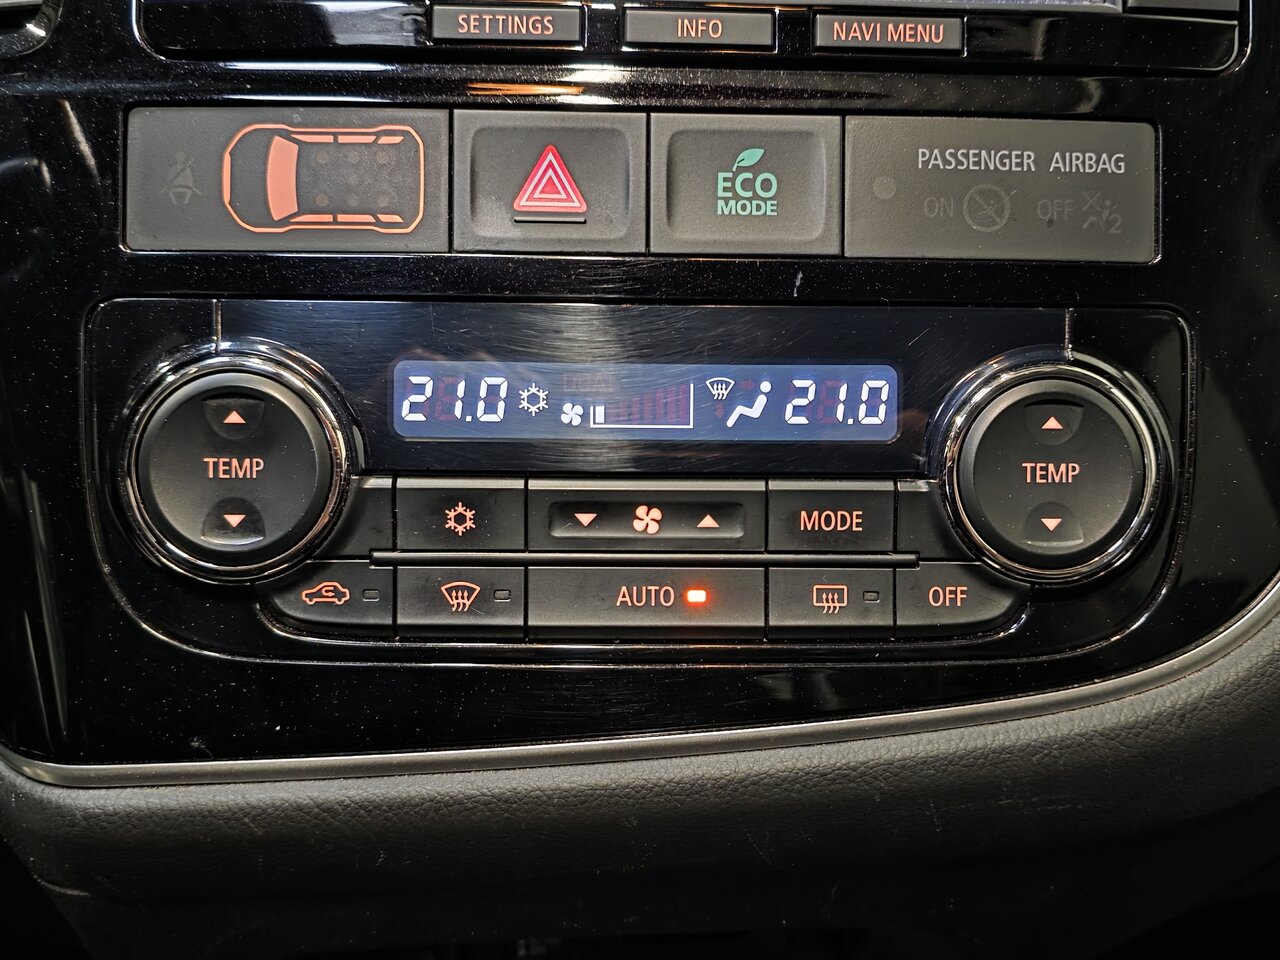 SETTINGS
INFO
NAVI MENU
ECO
MODE
PASSENGER AIRBAG
ON
OFF
2
21.0
21.0
TEMP
TEMP
MODE
AUTO
OFF